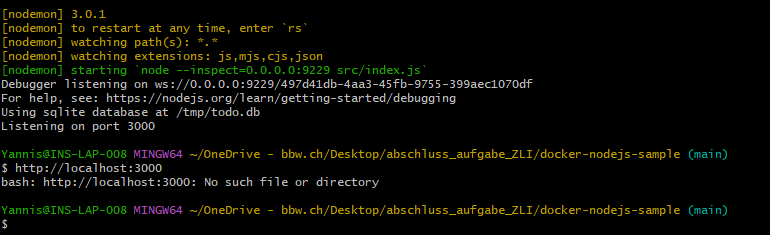 [nodemon] 3.0.1
[nodemon] to restart at any time, enter `rs`
[nodemon] watching path(s): *.*
[nodemon] watching extensions: js,mjs,cjs,json
[nodemon] starting `node --inspect=0.0.0.0:9229 src/index.js`
Debugger listening on ws://0.0.0.0:9229/497d41db-4aa3-45fb-9755-399aec1070df
For help, see: https://nodejs.org/learn/getting-started/debugging
Using sqlite database at /tmp/todo.db
Listening on port 3000
Yannis@INS-LAP-008 MINGW64 ~/OneDrive - bbw.ch/Desktop/abschluss_aufgabe_ZLI/docker-nodejs-sample (main)
$ http://localhost:3000
bash: http://localhost:3000: No such file or directory
Yannis@INS-LAP-008 MINGW64 ~/OneDrive - bbw.ch/Desktop/abschluss_aufgabe_ZLI/docker-nodejs-sample (main)
$